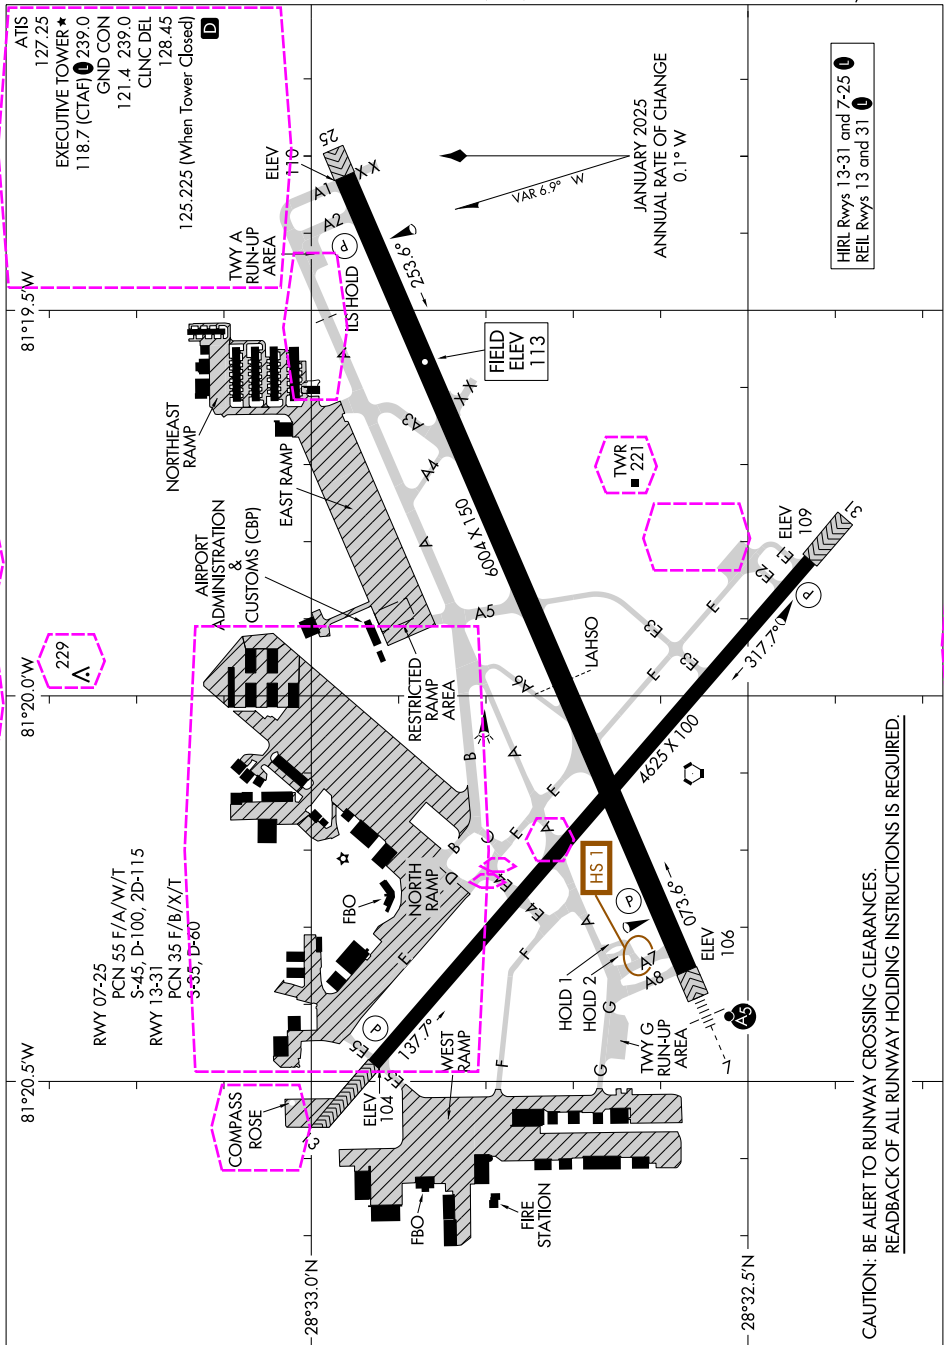 ATIS
127.25
EXECUTIVE TOWER★
118.7 (CTAF) L 239.0
GND CON
121.4 239.0
CLNC DEL
128.45
125.225 (When Tower Closed)
D
HIRL Rwys 13-31 and 7-25 L
REIL Rwys 13 and 31 L
JANUARY 2025
ANNUAL RATE OF CHANGE
0.1° W
VAR 6.9° W
25
ELEV
110
X X
A1
A2
P
TWY A
RUN-UP
AREA
253.6°
ILS HOLD
A
81°19.5'W
FIELD
ELEV
113
NORTHEAST
RAMP
X X
A3
A4
EAST RAMP
A
6004 X 150
TWR
221
AIRPORT
ADMINISTRATION
&
CUSTOMS (CBP)
31
ELEV
109
E1
E2
P
E
E3
E3
E
317.7°
A5
LAHSO
A6
RESTRICTED
RAMP
AREA
229
81°20.0'W
B
A
E
4625 X 100
RWY 07-25
PCN 55 F/A/W/T
S-45, D-100, 2D-115
RWY 13-31
PCN 35 F/B/X/T
S-35, D-60
FBO
NORTH
RAMP
B
C
D
E
A
E4
E4
E
F
A
HS 1
P
073.6°
HOLD 1
HOLD 2
A7
A8
G
ELEV
106
TWY G
RUN-UP
AREA
7
A5
P
E5
E5
137.7°
WEST
RAMP
F
G
81°20.5'W
COMPASS
ROSE
13
ELEV
104
FBO
FIRE
STATION
28°33.0'N
28°32.5'N
CAUTION: BE ALERT TO RUNWAY CROSSING CLEARANCES.
READBACK OF ALL RUNWAY HOLDING INSTRUCTIONS IS REQUIRED.